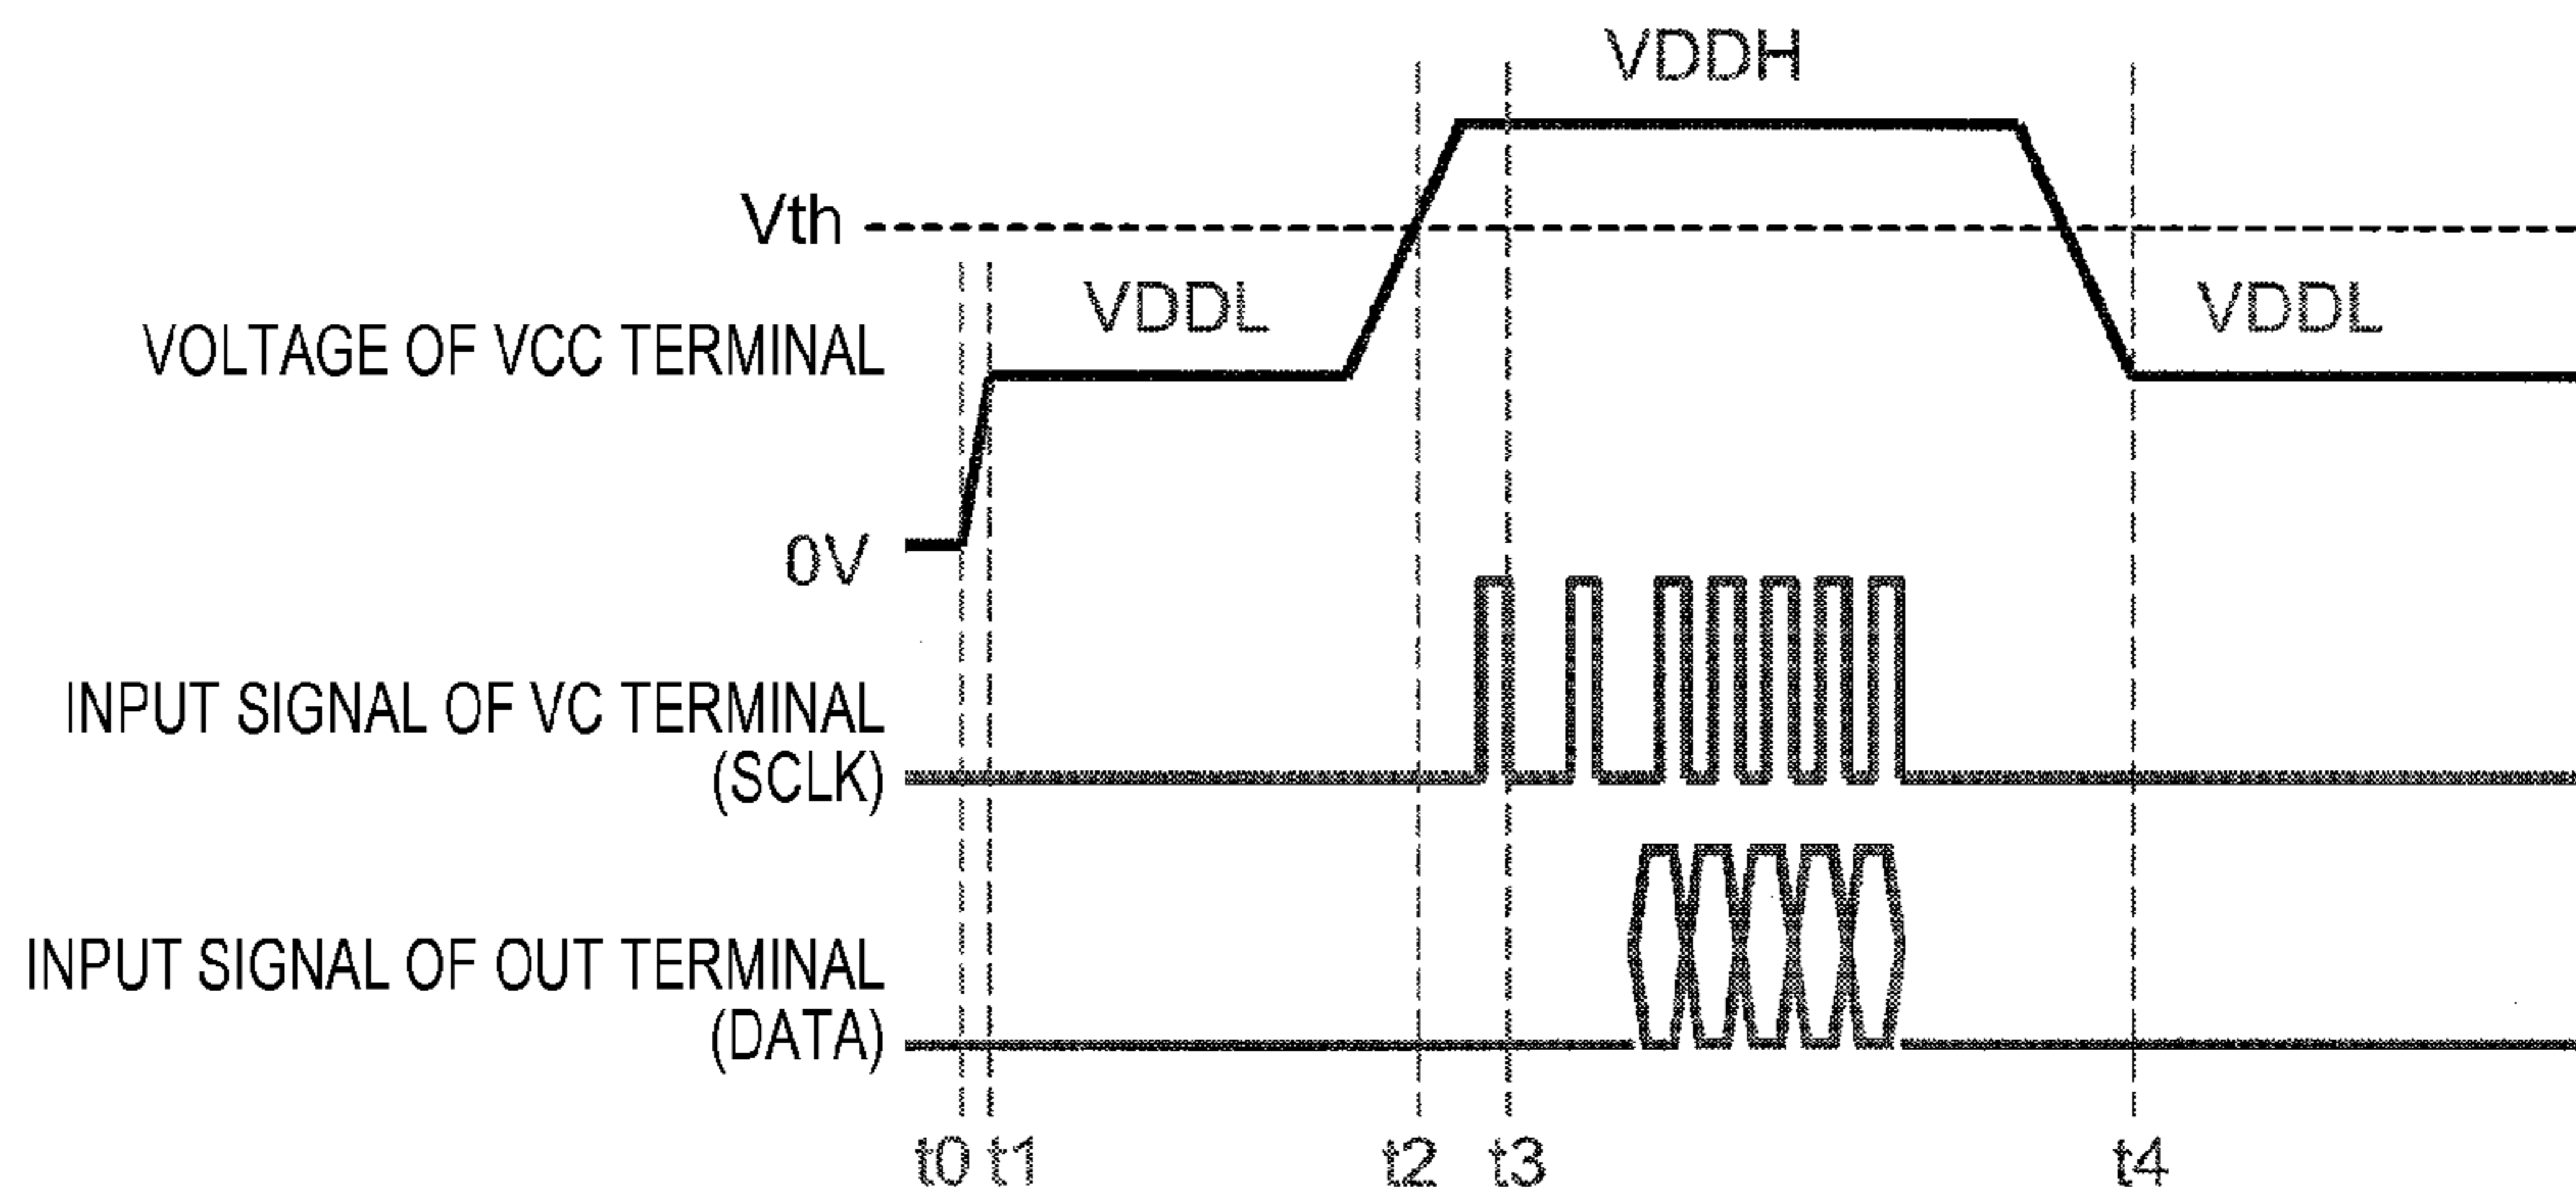 VDDH
Vth
VDDL
VDDL
VOLTAGE OF VCC TERMINAL
0V
INPUT SIGNAL OF VC TERMINAL
(SCLK)
INPUT SIGNAL OF OUT TERMINAL
(DATA)
t0 t1 t2 t3 t4